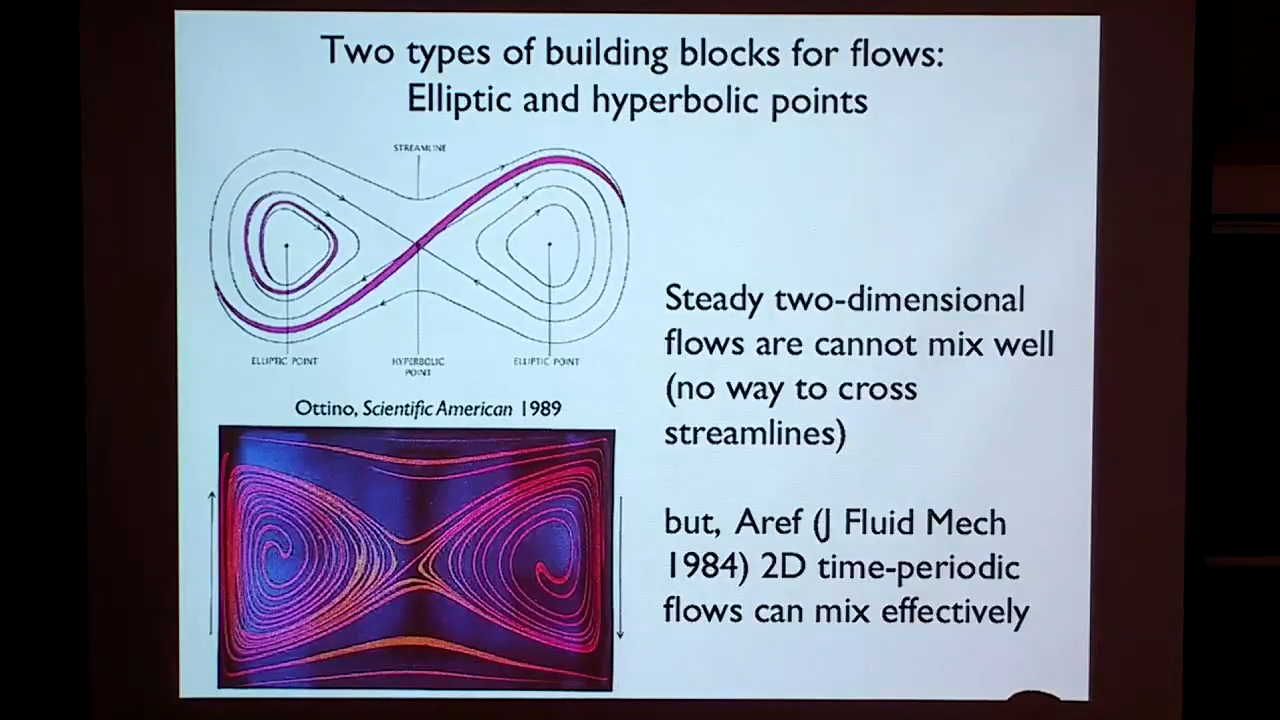 Two types of building blocks for flows:
Elliptic and hyperbolic points
STREAMLINE
ELLIPTIC POINT
HYPERBOLIC
POINT
ELLIPTIC POINT
Ottino, Scientific American 1989
Steady two-dimensional
flows are cannot mix well
(no way to cross
streamlines)
but, Aref (J Fluid Mech
1984) 2D time-periodic
flows can mix effectively